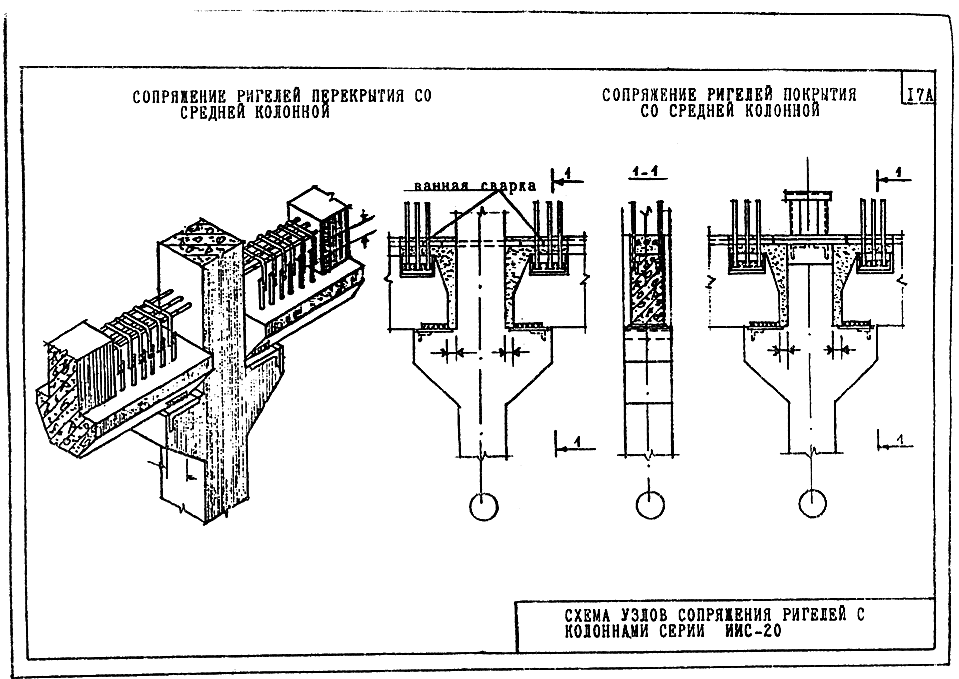 СОПРЯЖЕНИЕ РИГЕЛЕЙ ПЕРЕКРЫТИЯ СО
СРЕДНЕЙ КОЛОННОЙ
СОПРЯЖЕНИЕ РИГЕЛЕЙ ПОКРЫТИЯ
СО СРЕДНЕЙ КОЛОННОЙ
17А
ванная сварка
1
1-1
1
1
1
СХЕМА УЗЛОВ СОПРЯЖЕНИЯ РИГЕЛЕЙ С
КОЛОННАМИ СЕРИИ ИИС-20